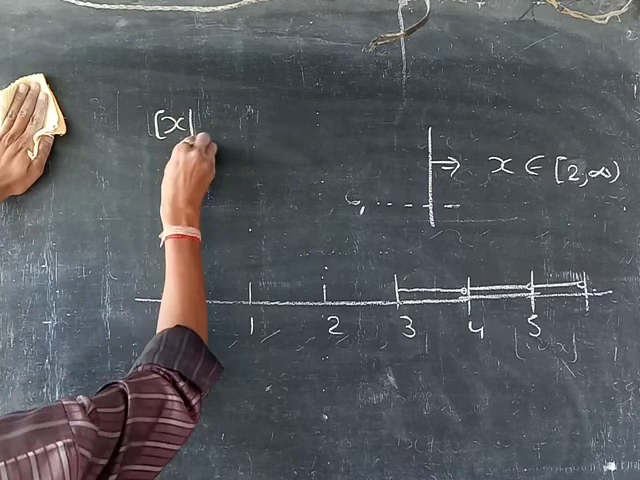 [x]
x ∈ [2, ∞)
1 2 3 4 5